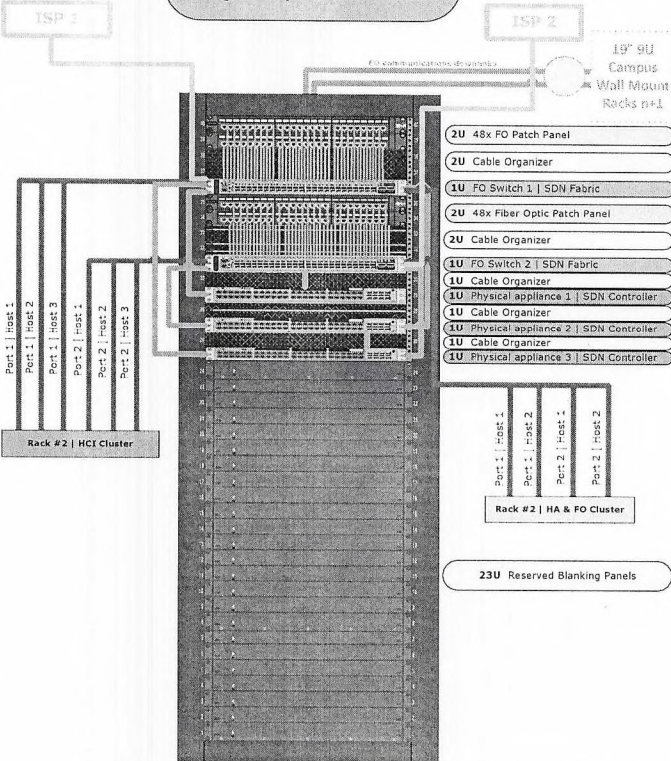 ISP 1
ISP 2
FO communications downlinks
19" 9U
Campus
Wall Mount
Racks n+1
2U 48x FO Patch Panel
2U Cable Organizer
1U FO Switch 1 | SDN Fabric
2U 48x Fiber Optic Patch Panel
2U Cable Organizer
1U FO Switch 2 | SDN Fabric
1U Cable Organizer
1U Physical appliance 1 | SDN Controller
1U Cable Organizer
1U Physical appliance 2 | SDN Controller
1U Cable Organizer
1U Physical appliance 3 | SDN Controller
Port 1 | Host 1
Port 1 | Host 2
Port 1 | Host 3
Port 2 | Host 1
Port 2 | Host 2
Port 2 | Host 3
Rack #2 | HCI Cluster
Port 1 | Host 1
Port 1 | Host 2
Port 2 | Host 1
Port 2 | Host 2
Rack #2 | HA & FO Cluster
23U Reserved Blanking Panels